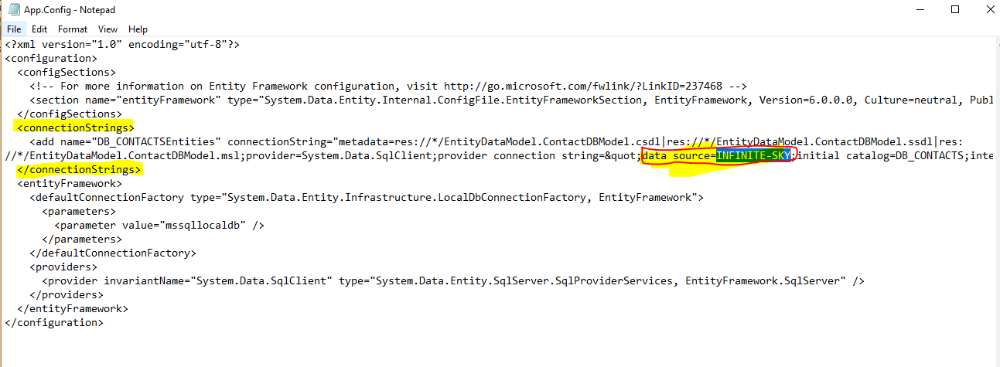 App.Config - Notepad
File Edit Format View Help
<?xml version="1.0" encoding="utf-8"?>
<configuration>
<configSections>
<!-- For more information on Entity Framework configuration, visit http://go.microsoft.com/fwlink/?LinkID=237468 -->
<section name="entityFramework" type="System.Data.Entity.Internal.ConfigFile.EntityFrameworkSection, EntityFramework, Version=6.0.0.0, Culture=neutral, Publ
</configSections>
<connectionStrings>
<add name="DB_CONTACTSEntities" connectionString="metadata=res://*/EntityDataModel.ContactDBModel.csdl|res://*/EntityDataModel.ContactDBModel.ssdl|res:
//*/EntityDataModel.ContactDBModel.msl;provider=System.Data.SqlClient;provider connection string=&quot;data source=INFINITE-SKY;initial catalog=DB_CONTACTS;inte
</connectionStrings>
<entityFramework>
<defaultConnectionFactory type="System.Data.Entity.Infrastructure.LocalDbConnectionFactory, EntityFramework">
<parameters>
<parameter value="mssqllocaldb" />
</parameters>
</defaultConnectionFactory>
<providers>
<provider invariantName="System.Data.SqlClient" type="System.Data.Entity.SqlServer.SqlProviderServices, EntityFramework.SqlServer" />
</providers>
</entityFramework>
</configuration>